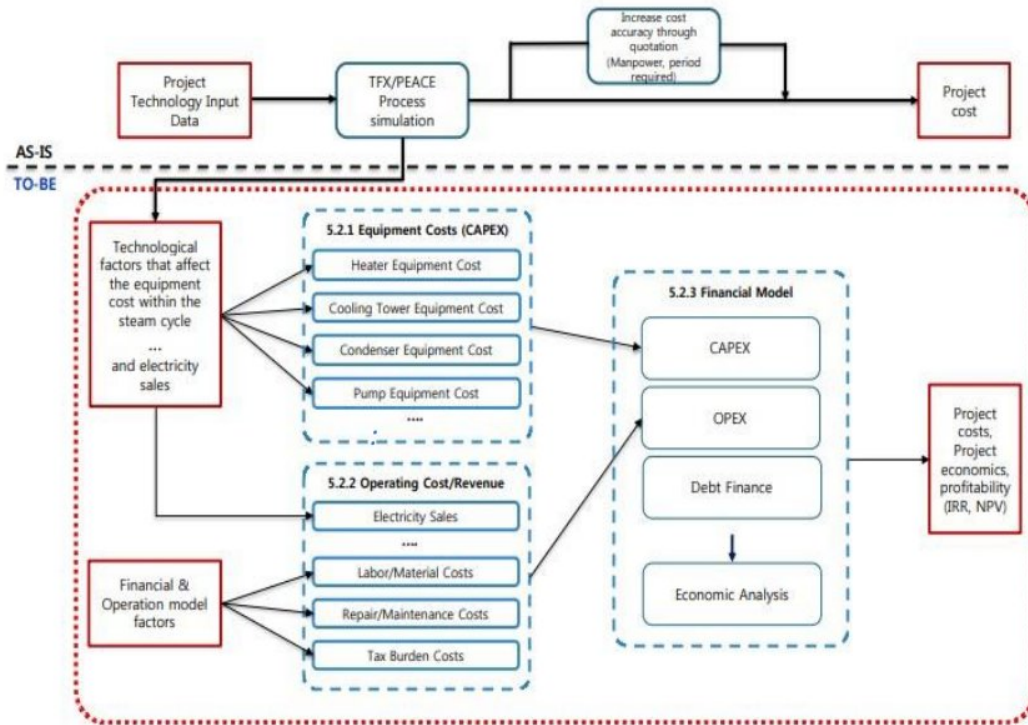 Increase cost
accuracy through
quotation
(Manpower, period
required)
Project
Technology Input
Data
TFX/PEACE
Process
simulation
Project
cost
AS-IS
TO-BE
Technological
factors that affect
the equipment
cost within the
steam cycle
...
and electricity
sales
5.2.1 Equipment Costs (CAPEX)
Heater Equipment Cost
Cooling Tower Equipment Cost
Condenser Equipment Cost
Pump Equipment Cost
....
5.2.2 Operating Cost/Revenue
Electricity Sales
....
Labor/Material Costs
Repair/Maintenance Costs
Tax Burden Costs
Financial &
Operation model
factors
5.2.3 Financial Model
CAPEX
OPEX
Debt Finance
Economic Analysis
Project
costs,
Project
economics,
profitability
(IRR, NPV)